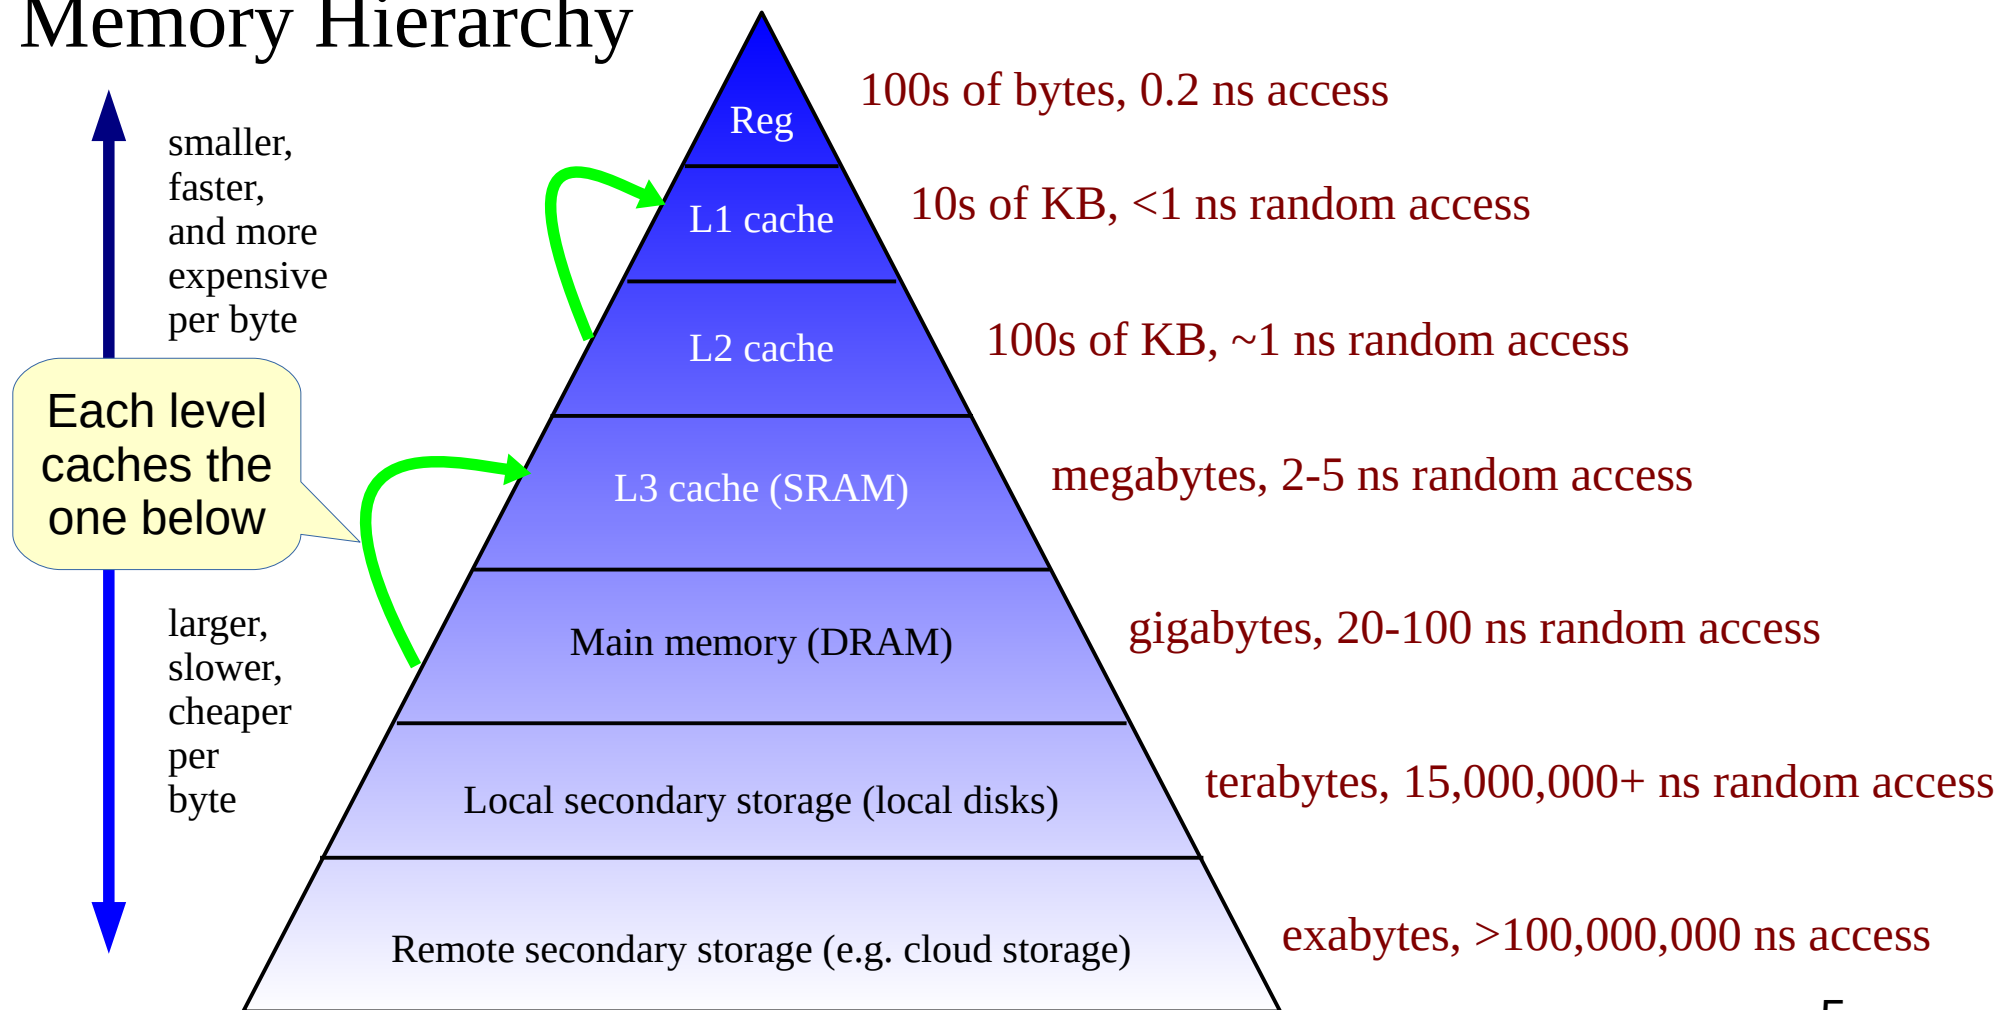 Memory Hierarchy
Reg
100s of bytes, 0.2 ns access
smaller,
faster,
and more
expensive
per byte
L1 cache
10s of KB, <1 ns random access
L2 cache
100s of KB, ~1 ns random access
Each level
caches the
one below
L3 cache (SRAM)
megabytes, 2-5 ns random access
larger,
slower,
cheaper
per
byte
Main memory (DRAM)
gigabytes, 20-100 ns random access
Local secondary storage (local disks)
terabytes, 15,000,000+ ns random access
Remote secondary storage (e.g. cloud storage)
exabytes, >100,000,000 ns access